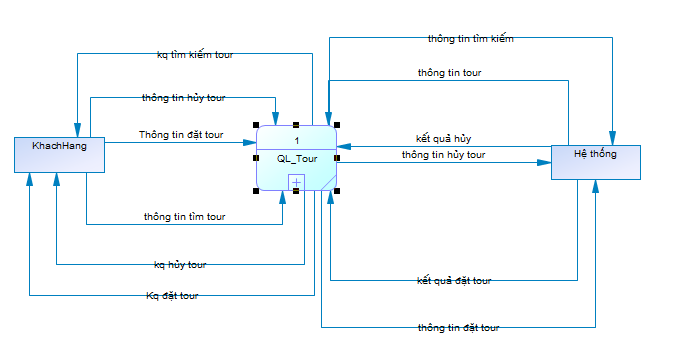 thông tin tìm kiếm
kq tìm kiếm tour
thông tin tour
thông tin hủy tour
Thông tin đặt tour
1
kết quả hủy
KhachHang
QL_Tour
thông tin hủy tour
Hệ thống
thông tin tìm tour
kq hủy tour
kết quả đặt tour
Kq đặt tour
thông tin đặt tour